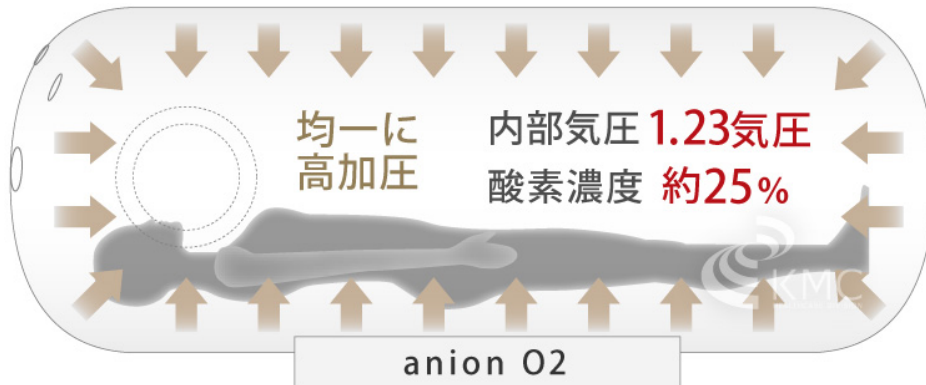 均一に
高加圧
内部気圧 1.23気圧
酸素濃度 約25%
KMC
anion O2